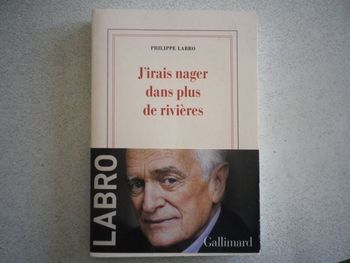 PHILIPPE LABRO
J'irais nager
dans plus
de rivières
LABRO
Gallimard